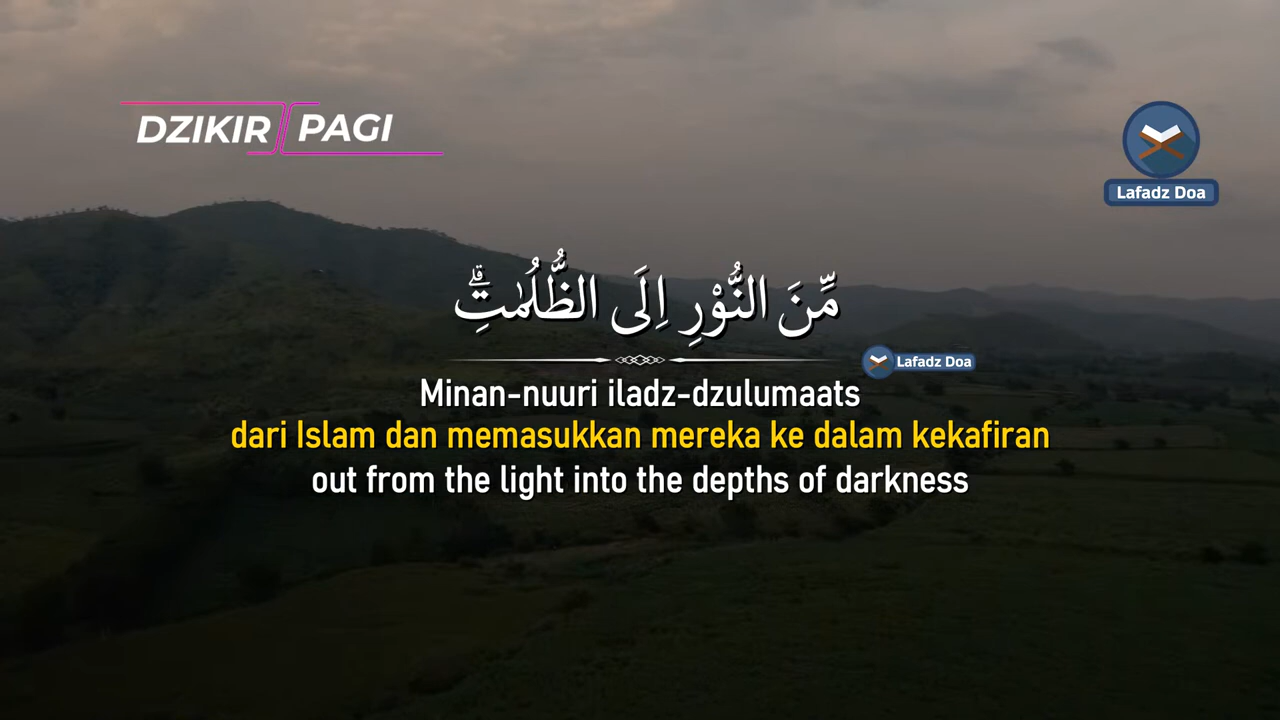 DZIKIR PAGI
Lafadz Doa
مِّنَ النُّوْرِ اِلَى الظُّلُمٰتِۗ
Lafadz Doa
Minan-nuuri iladz-dzulumaats
dari Islam dan memasukkan mereka ke dalam kekafiran
out from the light into the depths of darkness